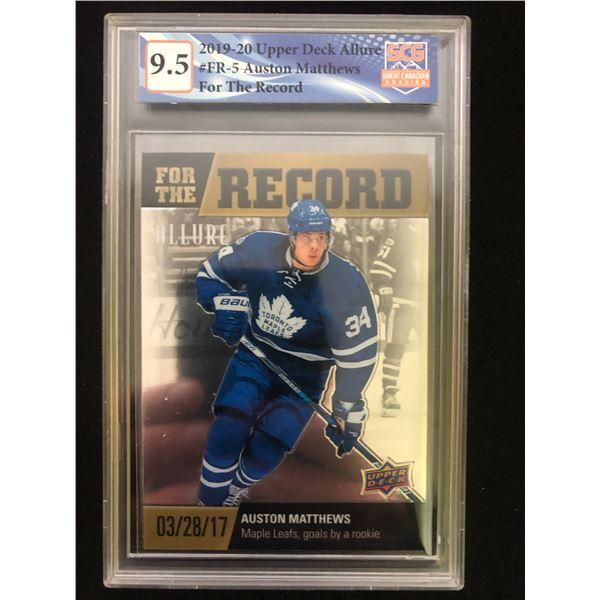 9.5
2019-20 Upper Deck Allure
#FR-5 Auston Matthews
For The Record
GCG
GREAT CANADIAN
GRADING
FOR
THE
RECORD
ALLURE
34
34
51
BAUER
TORONTO
MAPLE
LEAFS
34
UPPER
DECK
03/28/17
AUSTON MATTHEWS
Maple Leafs, goals by a rookie